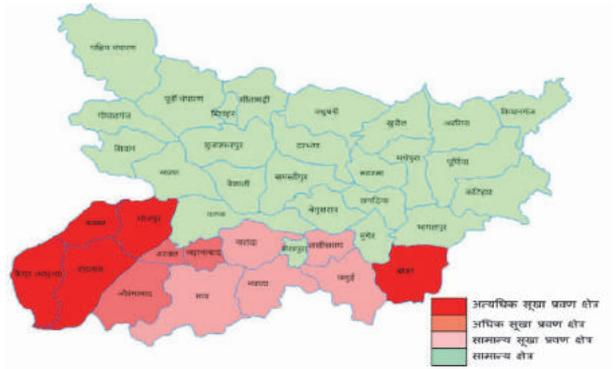 पश्चिम चंपारण
पूर्वी चंपारण
सीतामढ़ी
शिवहर
मधुबनी
किशनगंज
गोपालगंज
सुपौल
अररिया
सिवान
मुजफ्फरपुर
दरभंगा
मधेपुरा
पूर्णिया
सारण
वैशाली
समस्तीपुर
सहरसा
कटिहार
खगड़िया
बेगुसराय
पटना
भागलपुर
मुंगेर
बक्सर
भोजपुर
नालंदा
शेखपुरा
लखीसराय
अरवल
जहानाबाद
रोहतास
बांका
जमुई
औरंगाबाद
गया
नवादा
अत्यधिक सूखा प्रवण क्षेत्र
अधिक सूखा प्रवण क्षेत्र
सामान्य सूखा प्रवण क्षेत्र
सामान्य क्षेत्र